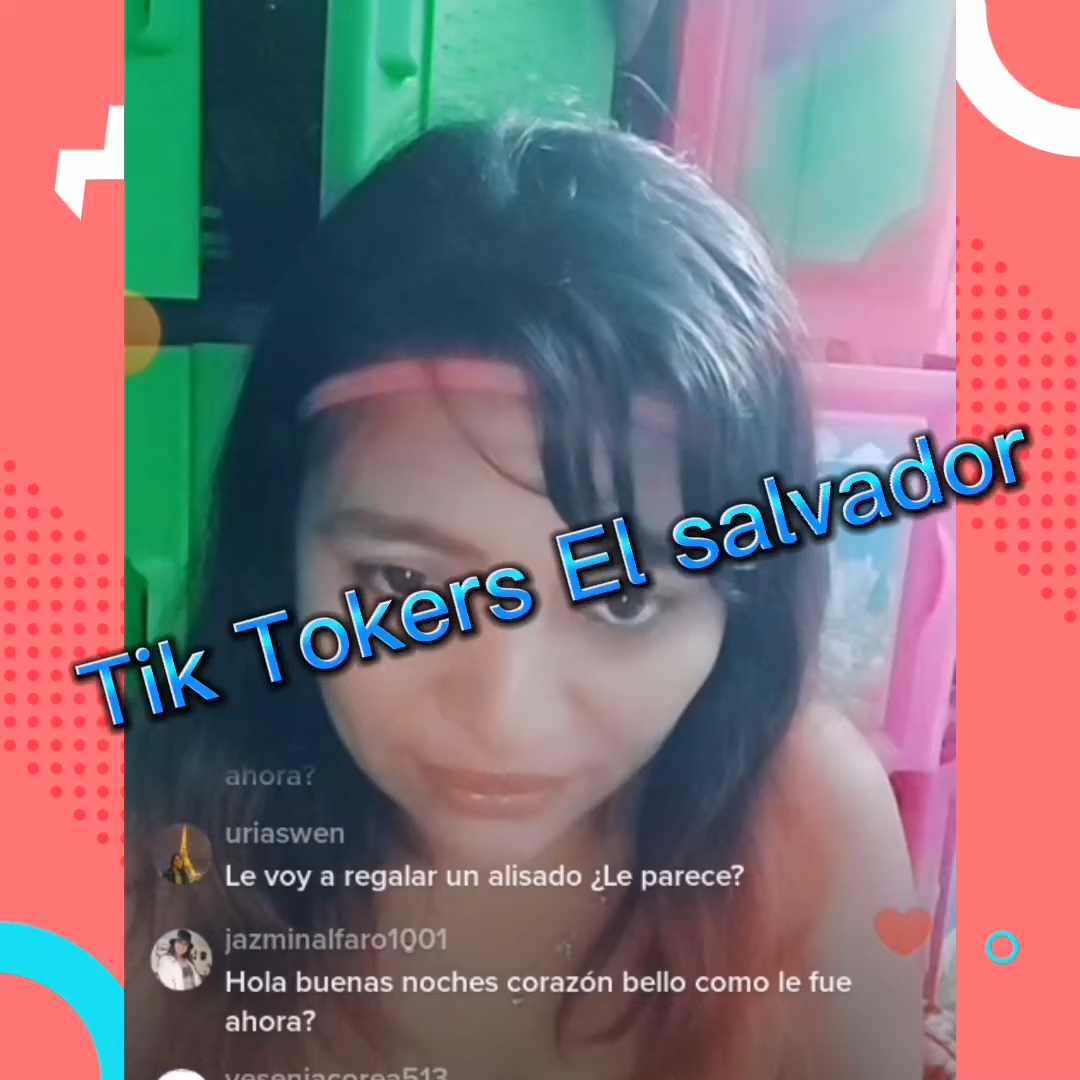 Tik Tokers El salvador
ahora?
uriaswen
Le voy a regalar un alisado ¿Le parece?
jazminalfaro1001
Hola buenas noches corazón bello como le fue
ahora?
yeseniacorea513